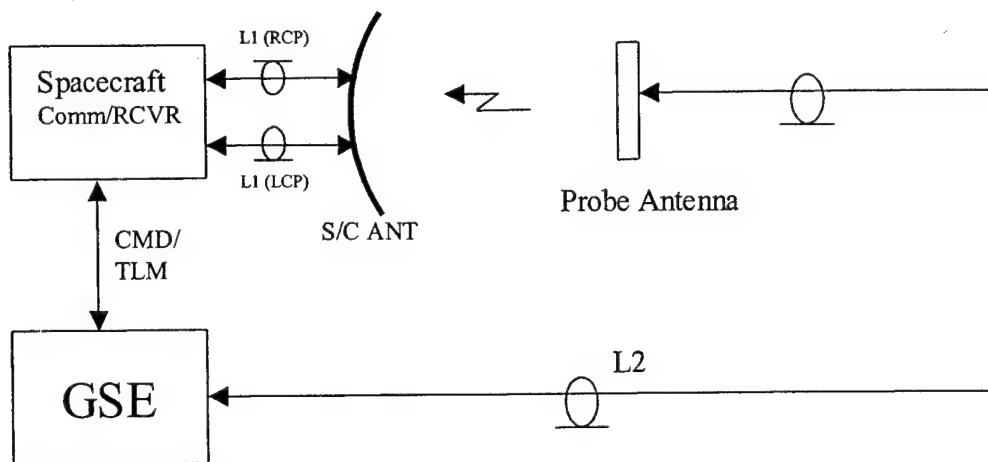 L1 (RCP)
Spacecraft
Comm/RCVR
L1 (LCP)
Probe Antenna
S/C ANT
CMD/
TLM
L2
GSE